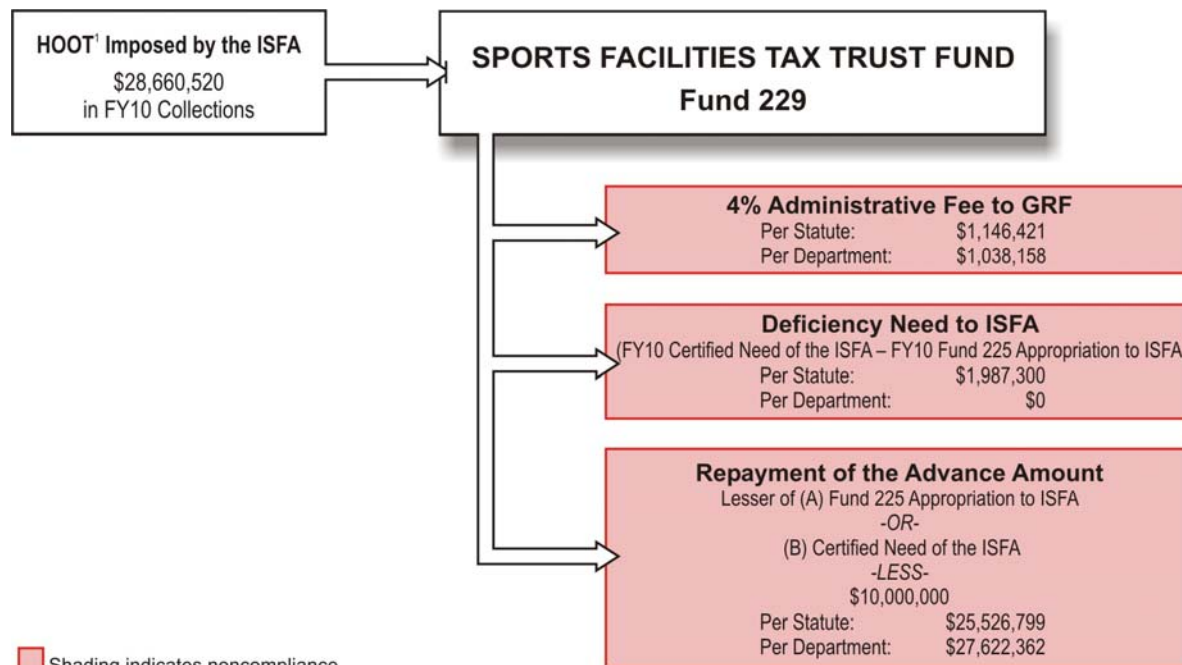 HOOT¹ Imposed by the ISFA
$28,660,520
in FY10 Collections
SPORTS FACILITIES TAX TRUST FUND
Fund 229
4% Administrative Fee to GRF
Per Statute: $1,146,421
Per Department: $1,038,158
Deficiency Need to ISFA
(FY10 Certified Need of the ISFA – FY10 Fund 225 Appropriation to ISFA
Per Statute: $1,987,300
Per Department: $0
Repayment of the Advance Amount
Lesser of (A) Fund 225 Appropriation to ISFA
-OR-
(B) Certified Need of the ISFA
-LESS-
$10,000,000
Per Statute: $25,526,799
Per Department: $27,622,362
Shading indicates noncompliance